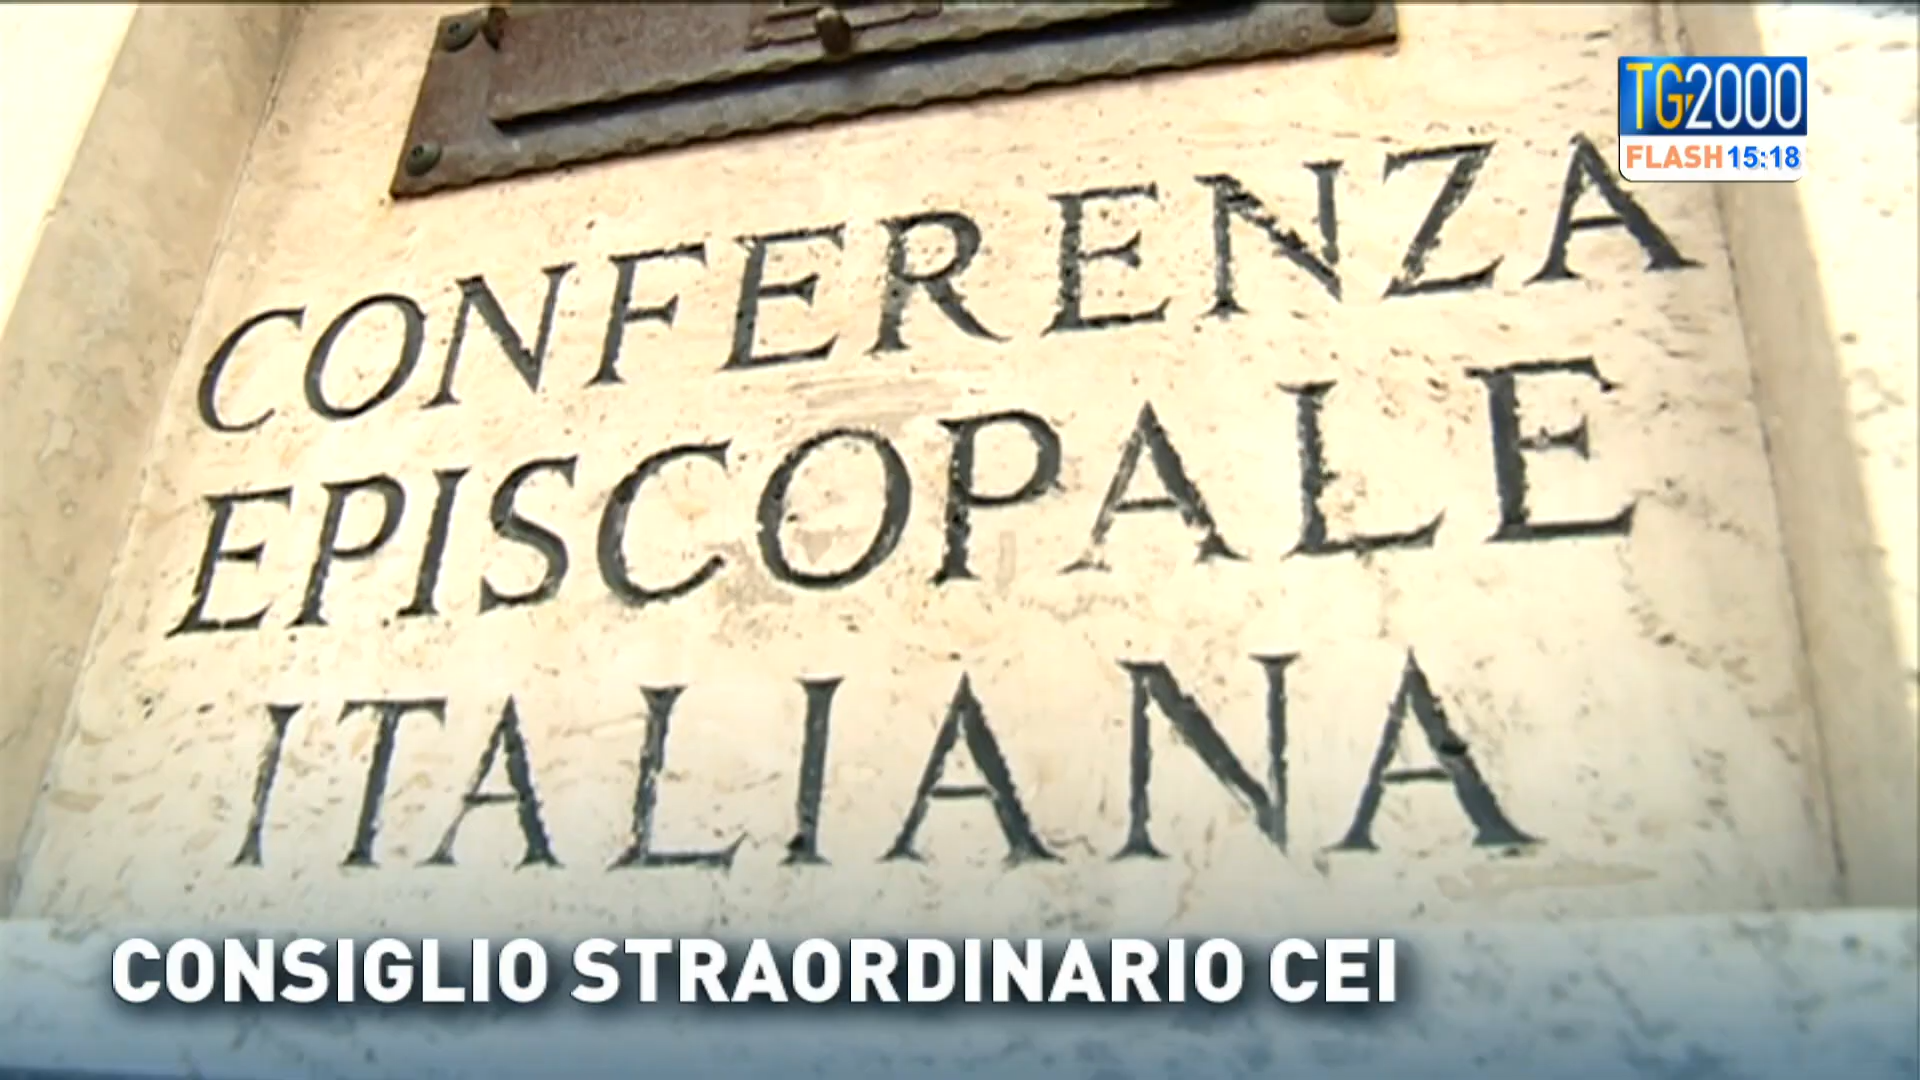 TG2000
FLASH 15:18
CONFERENZA
EPISCOPALE
ITALIANA
CONSIGLIO STRAORDINARIO CEI